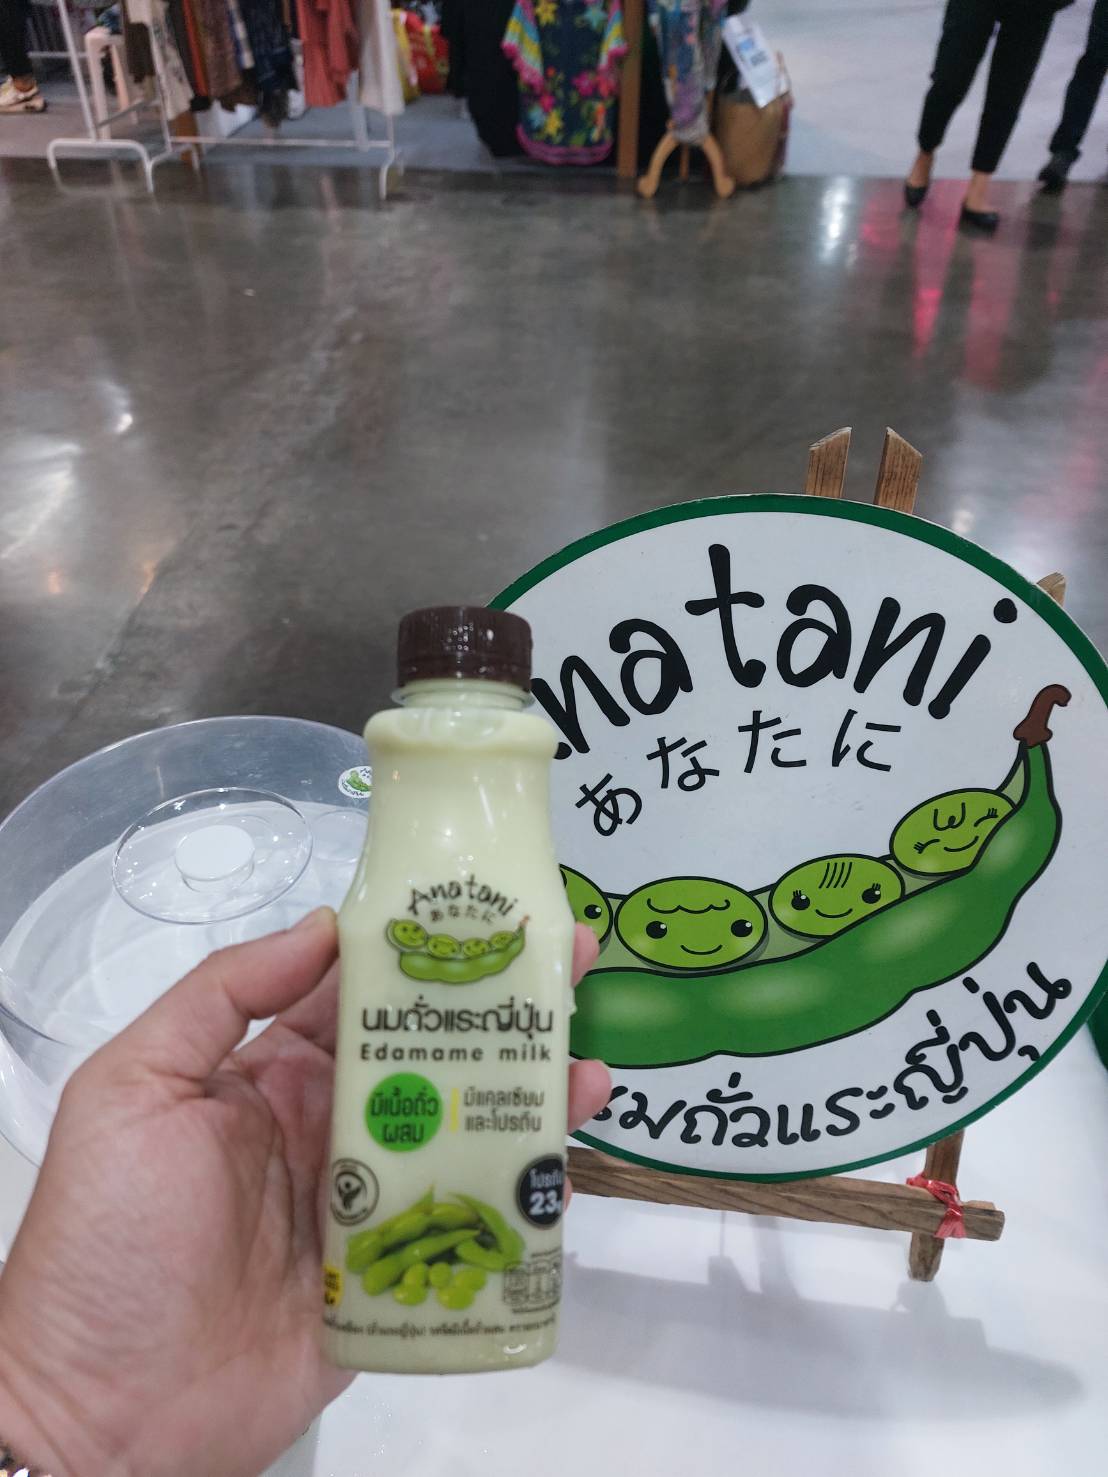 Anatani
あなたに
นมถั่วแระญี่ปุ่น
Anatani
あなたに
นมถั่วแระญี่ปุ่น
Edamame milk
มีเนื้อถั่ว
ผสม
มีแคลเซียม
และโปรตีน
โปรตีน
23